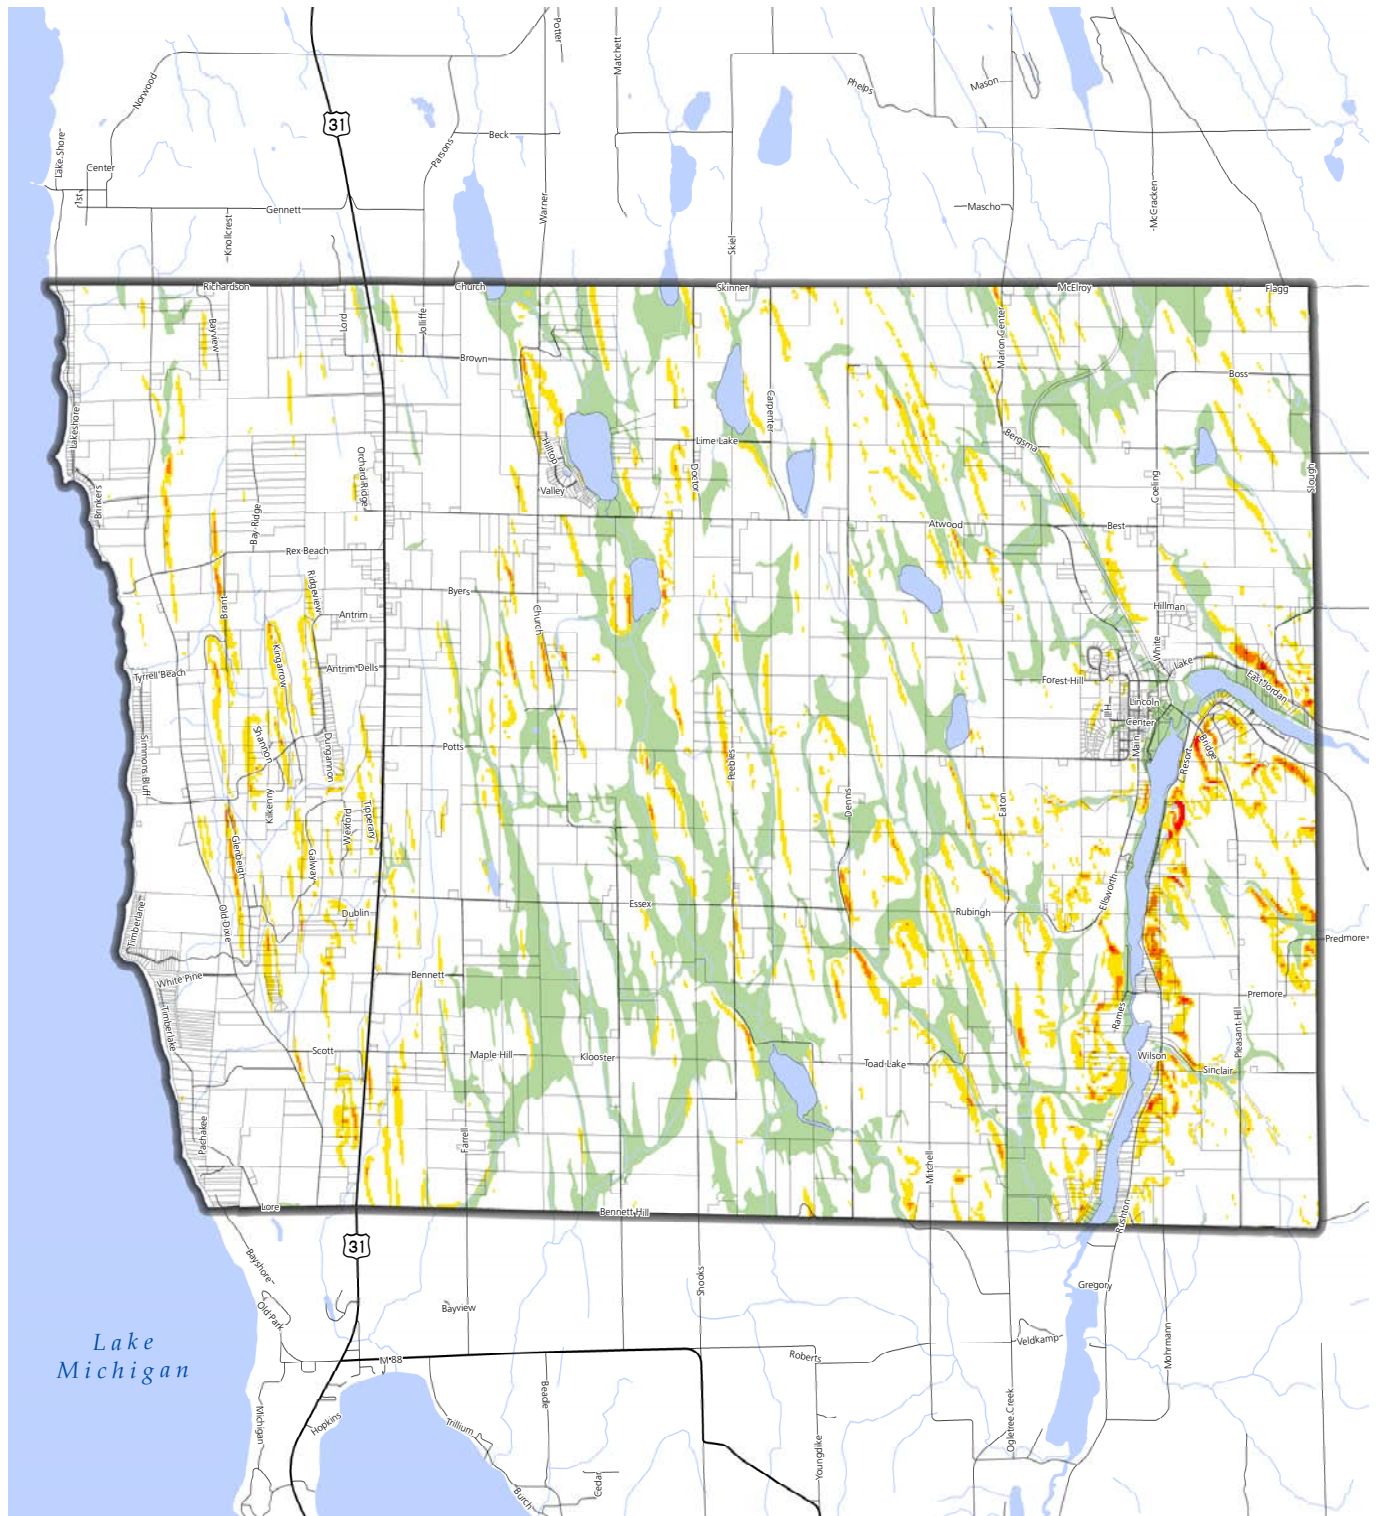 Potter
Matchett
Norwood
Phelps
Mason
31
Beck
Lake Shore
Parsons
Center
1st
Gennett
Knollcrest
Warner
Skiel
Mascho
McCracken
Richardson
Church
Skinner
McElroy
Flagg
Bayview
Lord
Jolliffe
Marion Center
Brown
Boss
Carpenter
Lakeshore
Lime Lake
Bergsma
Hilltop
Orchard Ridge
Doctor
Coeling
Slough
Valley
Brinkers
Bay Ridge
Atwood
Best
Rex Beach
Ridgeview
Byers
Brant
Antrim
Church
Hillman
White
Kingarrow
Antrim Dells
Tyrrell Beach
Forest Hill
Lake
East Jordan
Lincoln
Hill
Center
Shannon
Dungannon
Simmons Bluff
Potts
Peebles
Main
Resort
Bridge
Kilkenny
Wexford
Tipperary
Dennis
Eaton
Glenbeigh
Galway
Ellsworth
Timberlane
Old Dixie
Dublin
Essex
Rubingh
Predmore
White Pine
Bennett
Premore
Timberlake
Rames
Pleasant Hill
Scott
Maple Hill
Klooster
Toad Lake
Wilson
Sinclair
Pachakee
Farrell
Mitchell
Lore
Bennett Hill
Rushton
31
Bayshore
Shooks
Gregory
Old Park
Bayview
Lake
Michigan
M 88
Roberts
Veldkamp
Mohrmann
Beadle
Michigan
Hopkins
Trillium
Ogletree Creek
Youngdike
Cedar
Burch